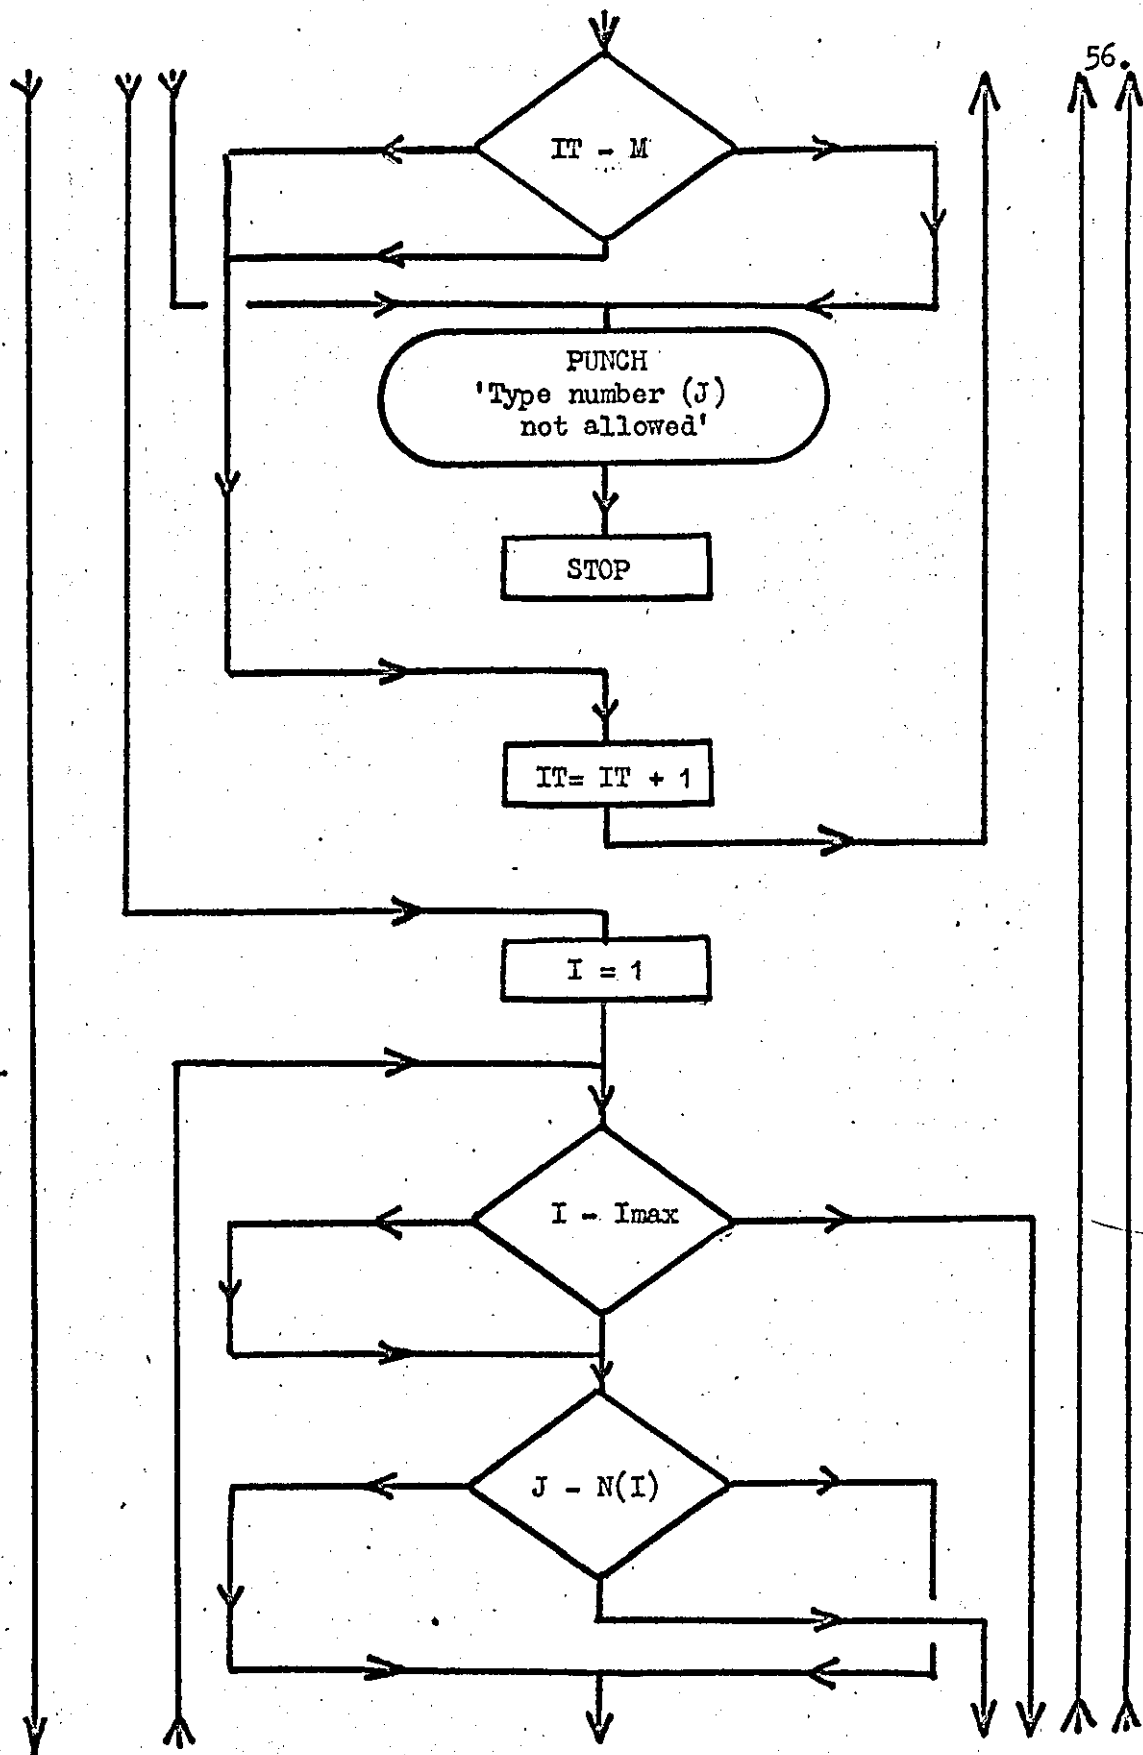 56.
IT - M
PUNCH
'Type number (J)
not allowed'
STOP
IT= IT + 1
I = 1
I - Imax
J - N(I)